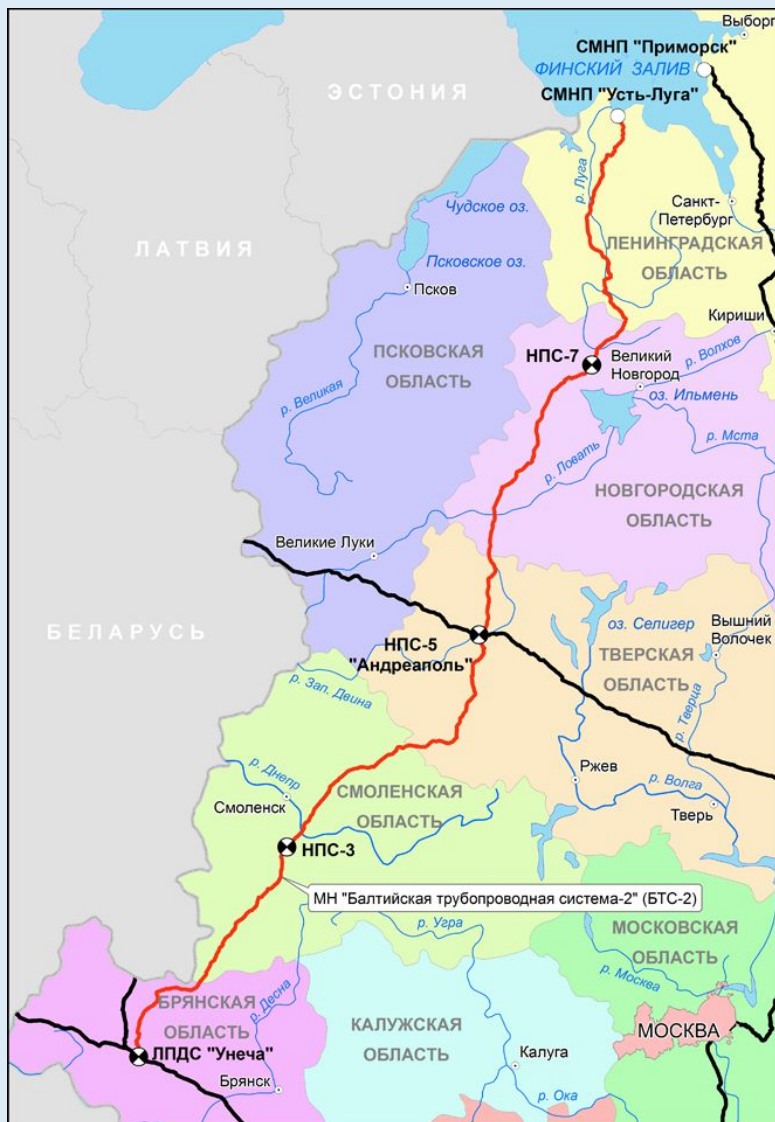 Выборг
СМНП "Приморск"
ФИНСКИЙ ЗАЛИВ
СМНП "Усть-Луга"
ЭСТОНИЯ
р. Луга
Санкт-
Петербург
Чудское оз.
ЛЕНИНГРАДСКАЯ
ОБЛАСТЬ
ЛАТВИЯ
Псковское оз.
Псков
Кириши
ПСКОВСКАЯ
ОБЛАСТЬ
НПС-7
Великий
Новгород
р. Волхов
оз. Ильмень
р. Великая
р. Мста
р. Ловать
НОВГОРОДСКАЯ
ОБЛАСТЬ
Великие Луки
БЕЛАРУСЬ
оз. Селигер
Вышний
Волочек
НПС-5
"Андреаполь"
ТВЕРСКАЯ
ОБЛАСТЬ
р. Зап. Двина
р. Тверца
р. Днепр
Ржев
р. Волга
Смоленск
СМОЛЕНСКАЯ
ОБЛАСТЬ
Тверь
НПС-3
МН "Балтийская трубопроводная система-2" (БТС-2)
р. Угра
МОСКОВСКАЯ
ОБЛАСТЬ
р. Москва
БРЯНСКАЯ
ОБЛАСТЬ
р. Десна
КАЛУЖСКАЯ
ОБЛАСТЬ
МОСКВА
ЛПДС "Унеча"
Калуга
Брянск
р. Ока